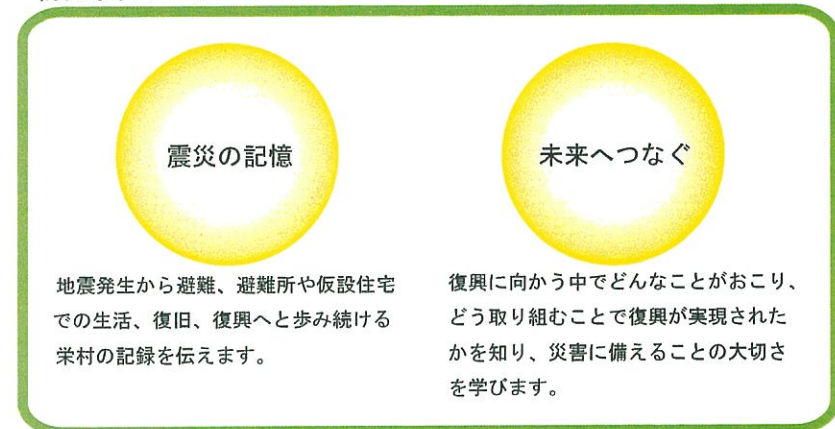 震災の記憶
地震発生から避難、避難所や仮設住宅
での生活、復旧、復興へと歩み続ける
栄村の記録を伝えます。
未来へつなぐ
復興に向かう中でどんなことがおこり、
どう取り組むことで復興が実現された
かを知り、災害に備えることの大切さ
を学びます。